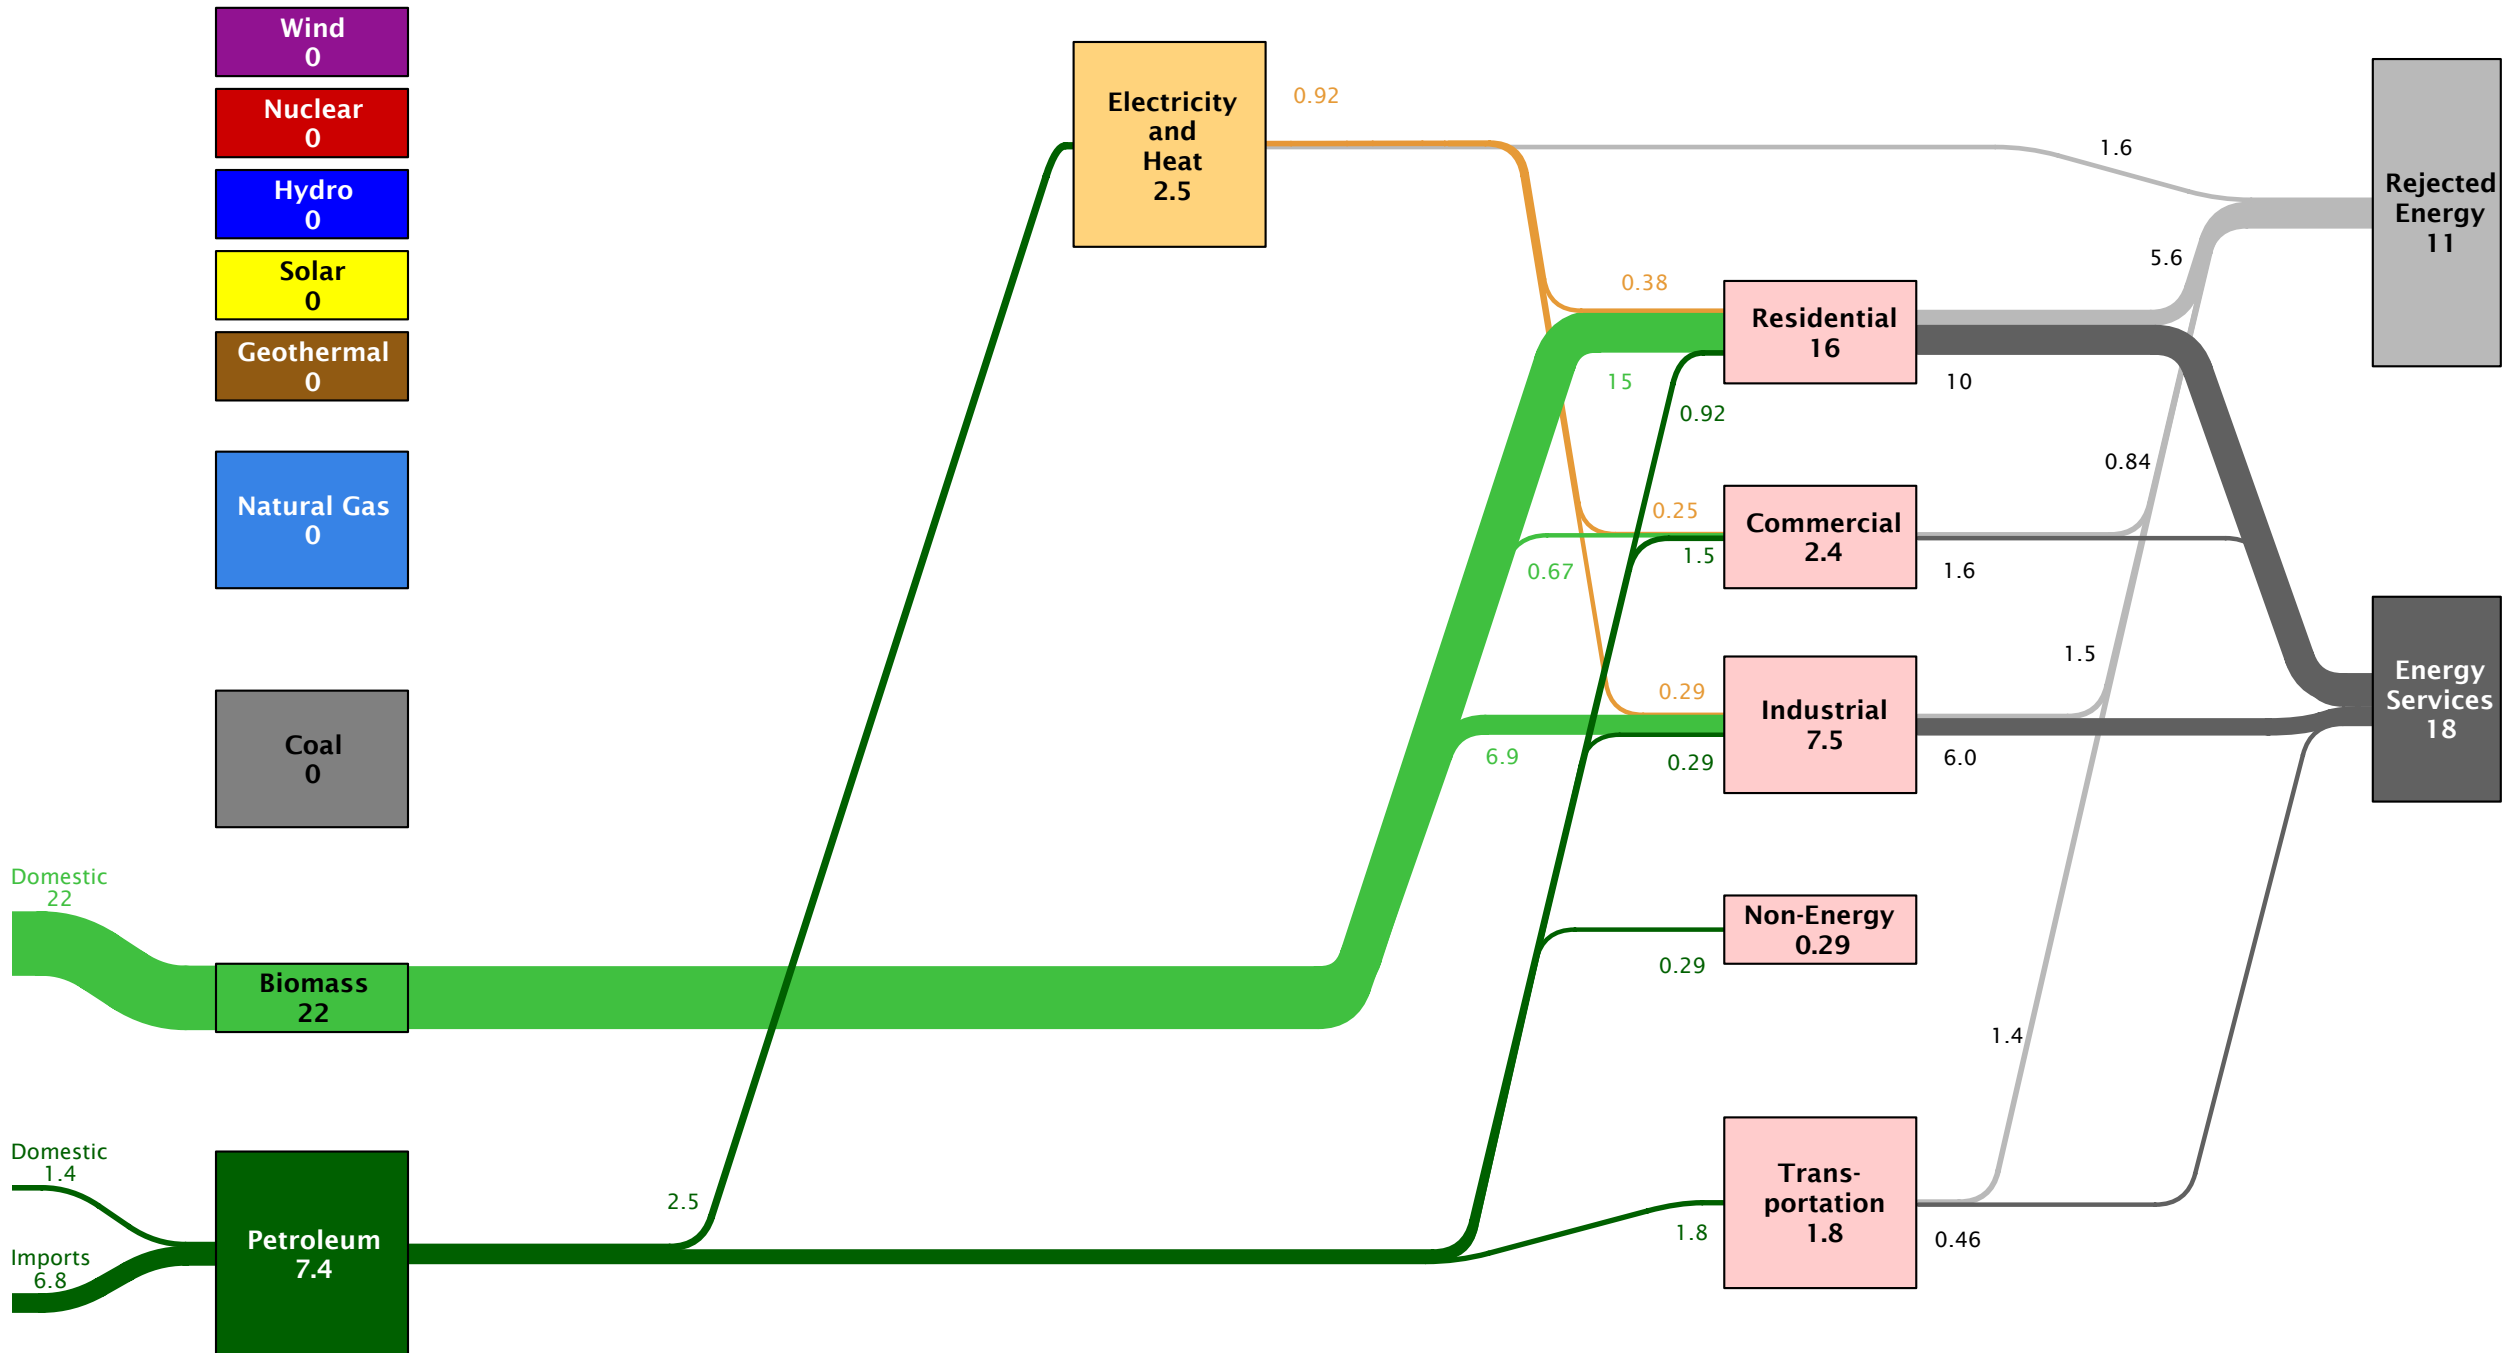 Wind
0
Nuclear
0
Hydro
0
Solar
0
Geothermal
0
Natural Gas
0
Coal
0
Domestic
22
Biomass
22
Domestic
1.4
Imports
6.8
Petroleum
7.4
2.5
Electricity
and
Heat
2.5
0.92
0.38
15
0.92
0.25
1.5
0.67
0.29
6.9
0.29
0.29
1.8
Residential
16
Commercial
2.4
Industrial
7.5
Non-Energy
0.29
Trans-
portation
1.8
1.6
5.6
10
0.84
1.6
1.5
6.0
1.4
0.46
Rejected
Energy
11
Energy
Services
18